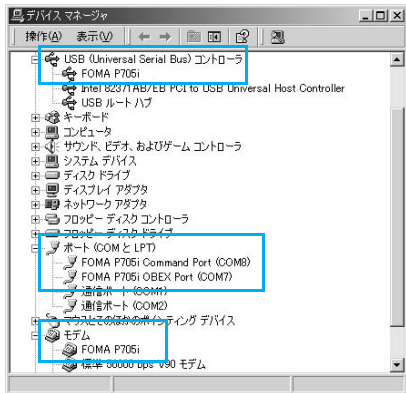 デバイス マネージャ
操作(A) 表示(V)
USB (Universal Serial Bus) コントローラ
FOMA P705i
Intel 82371AB/EB PCI to USB Universal Host Controller
USB ルート ハブ
キーボード
コンピュータ
サウンド、ビデオ、およびゲーム コントローラ
システム デバイス
ディスク ドライブ
ディスプレイ アダプタ
ネットワーク アダプタ
フロッピー ディスク コントローラ
フロッピー ディスク ドライブ
ポート (COM と LPT)
FOMA P705i Command Port (COM8)
FOMA P705i OBEX Port (COM7)
通信ポート (COM1)
通信ポート (COM2)
マウスとそのほかのポインティング デバイス
モデム
FOMA P705i
標準 56000 bps V90 モデム